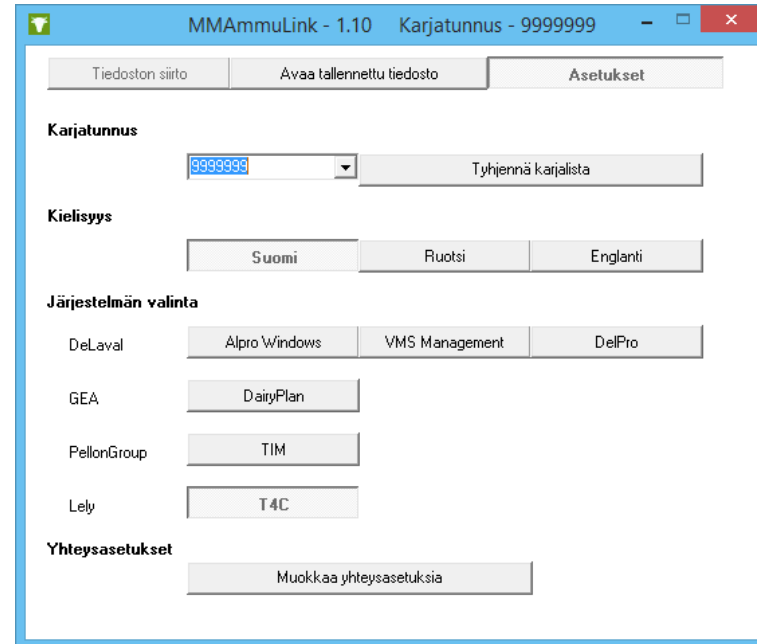 MMAmmuLink - 1.10 Karjatunnus - 9999999
Tiedoston siirto Avaa tallennettu tiedosto Asetukset
Karjatunnus
9999999 Tyhjennä karjalista
Kielisyys
Suomi Ruotsi Englanti
Järjestelmän valinta
DeLaval Alpro Windows VMS Management DelPro
GEA DairyPlan
PellonGroup TIM
Lely T4C
Yhteysasetukset
Muokkaa yhteysasetuksia